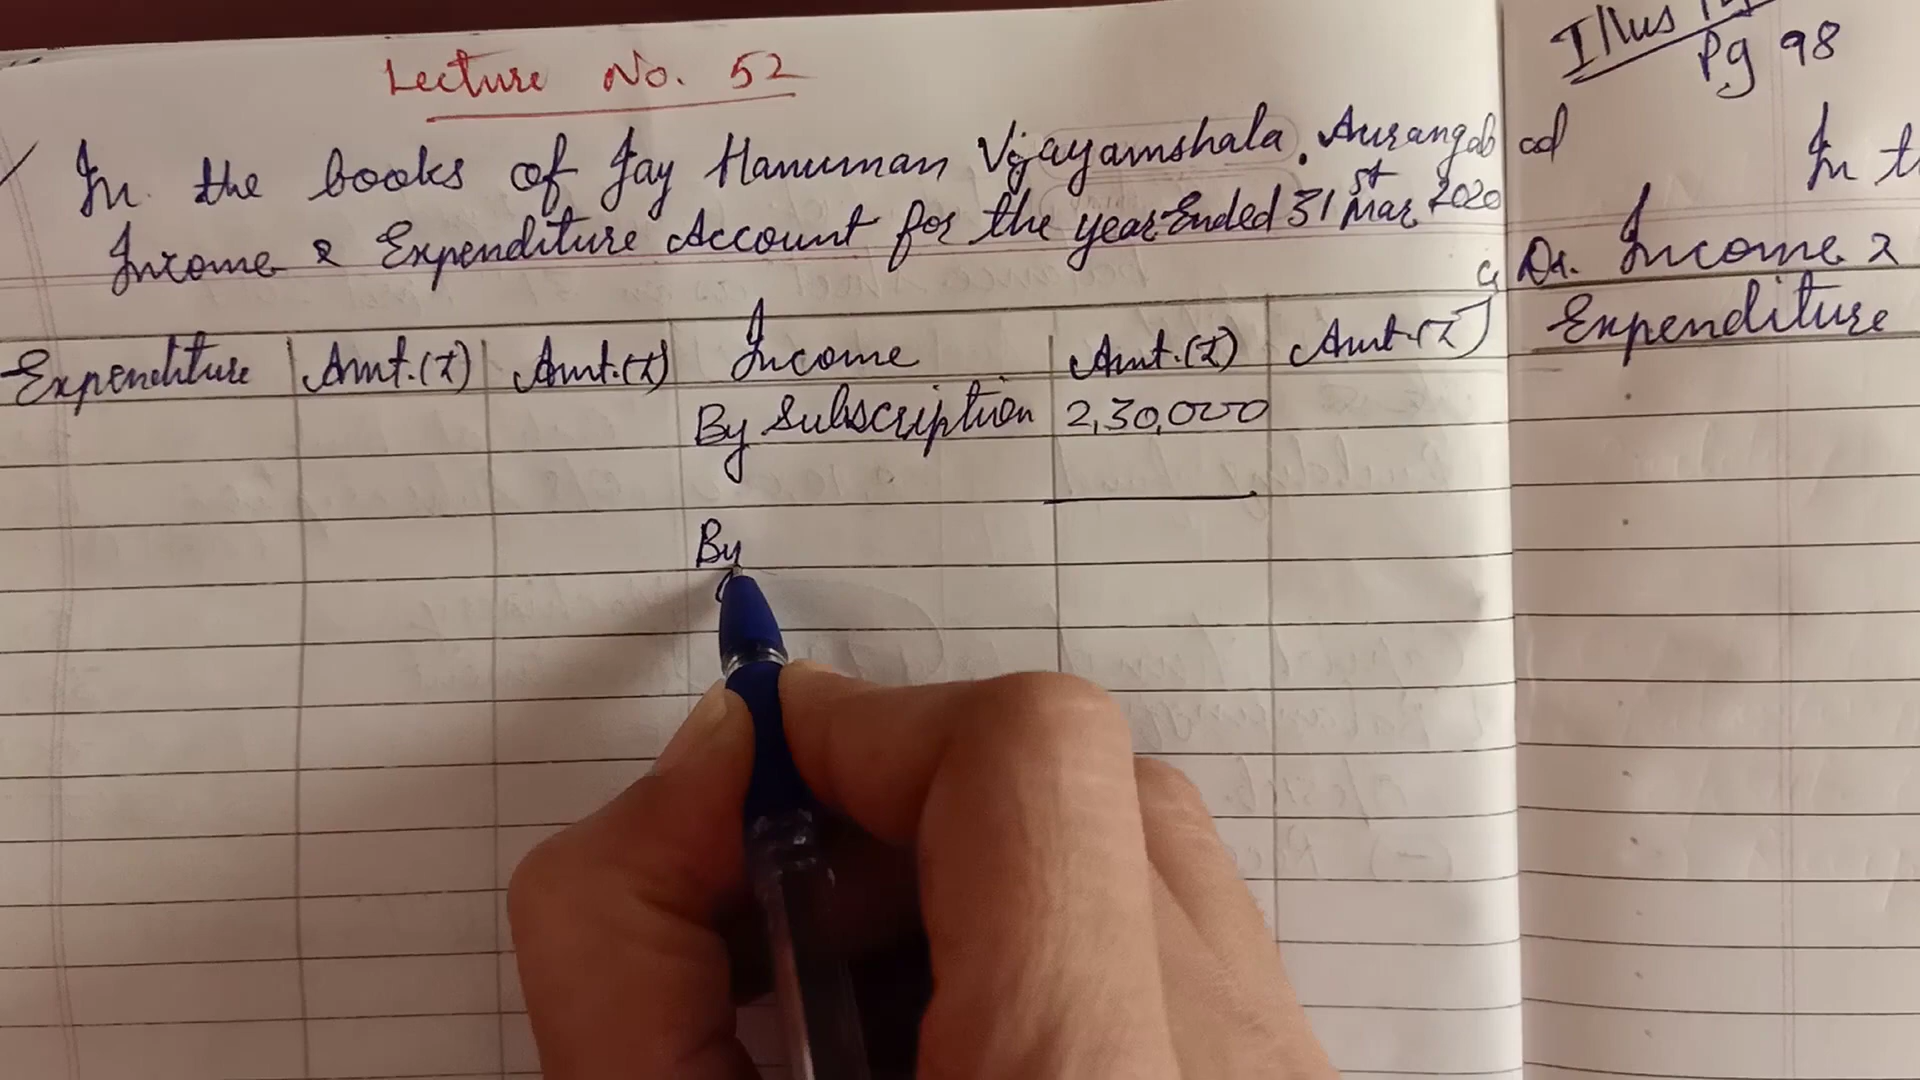 Lecture No. 52
In the books of Jay Hanuman Vyayamshala. Aurangabad
Income & Expenditure Account for the year Ended 31st Mar 2020
Cr
Expenditure Amt.(₹) Amt.(₹) Income Amt.(₹) Amt.(₹)
By Subscription 2,30,000
By
Illus
Pg 98
In t
Dr. Income &
Expenditure